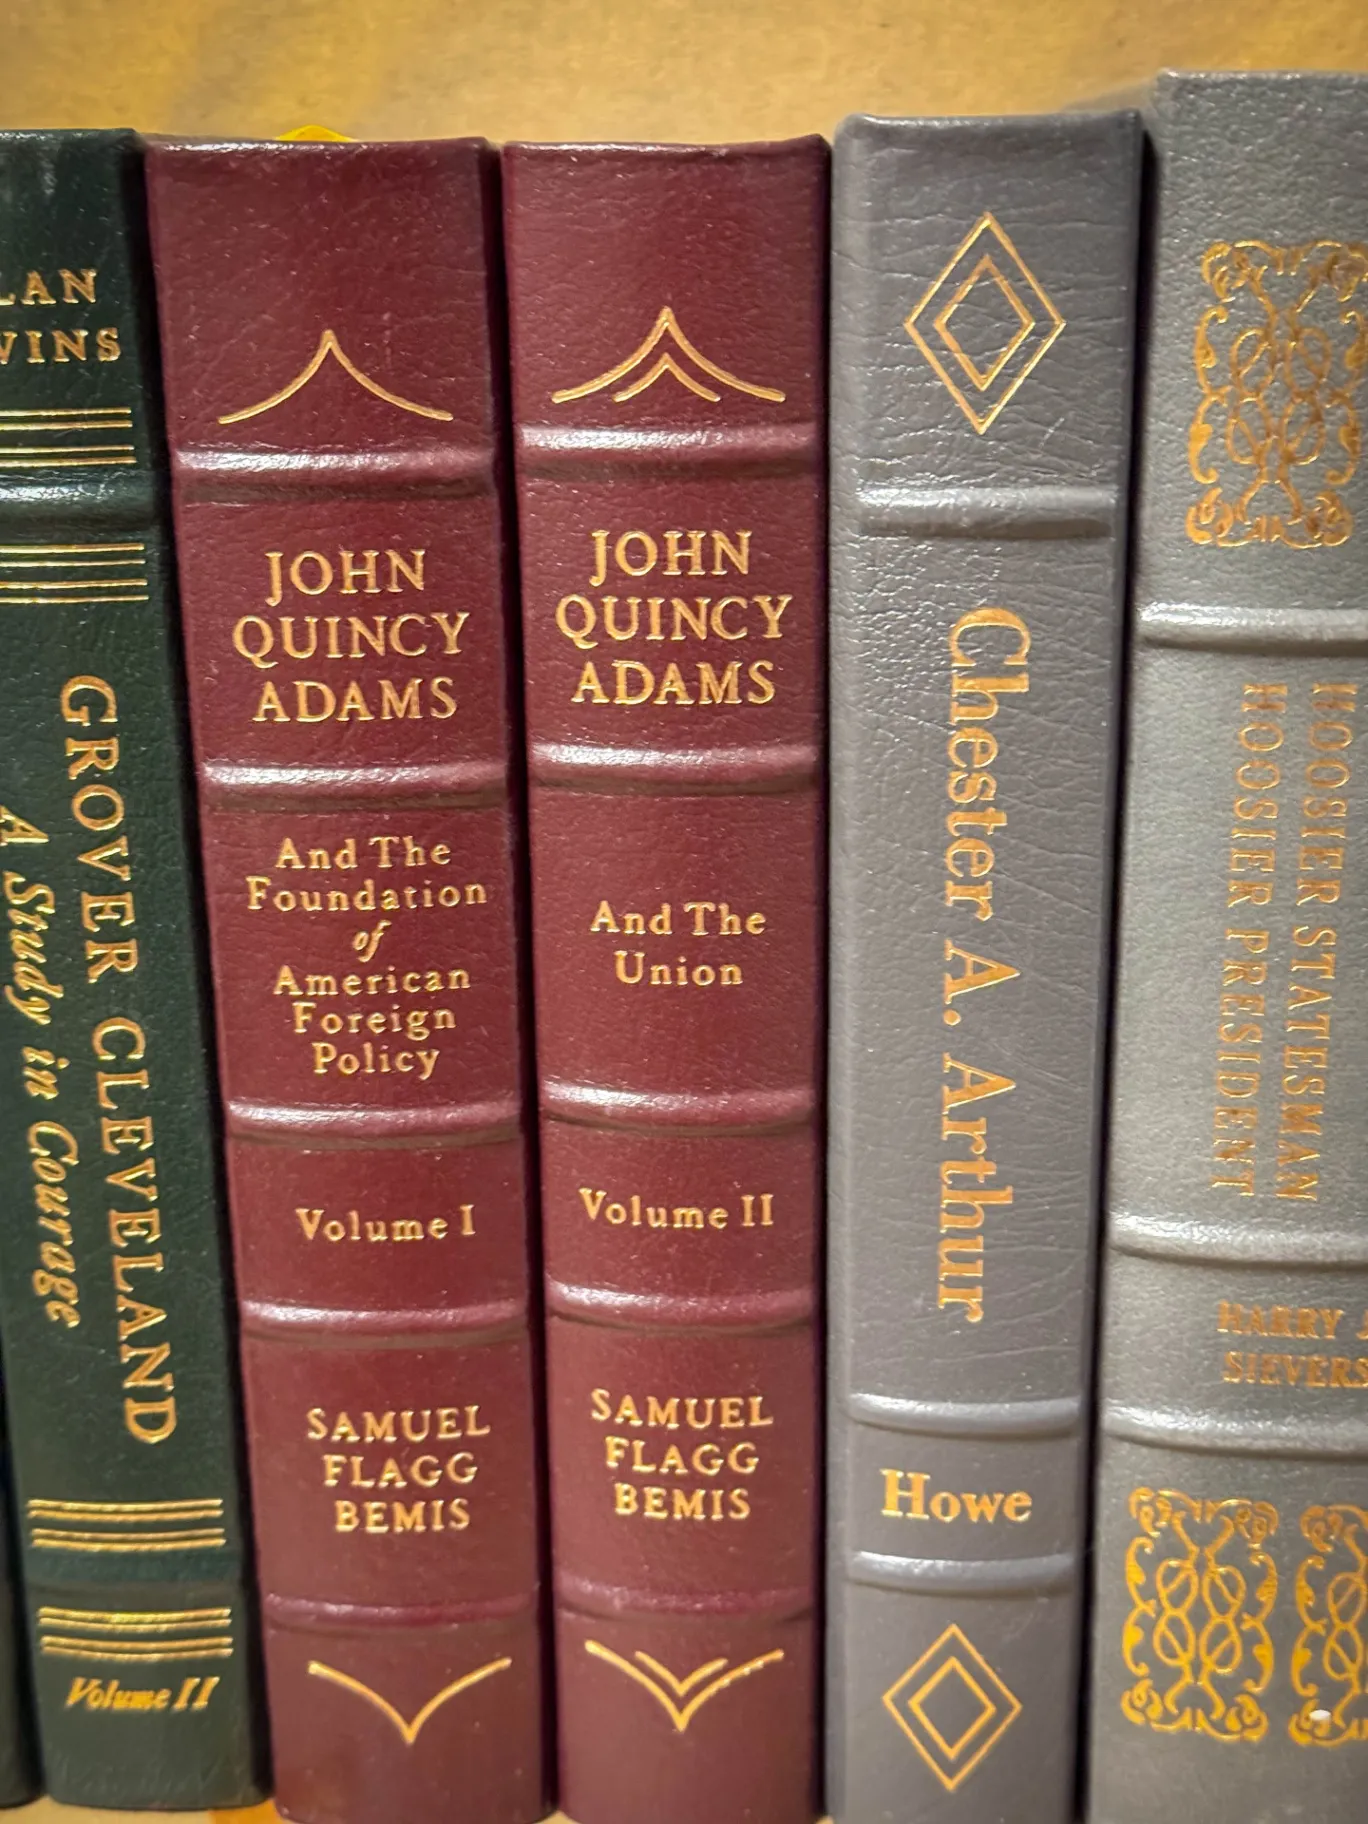 LAN
VINS
GROVER CLEVELAND
A Study in Courage
Volume II
JOHN
QUINCY
ADAMS
And The
Foundation
of
American
Foreign
Policy
Volume I
SAMUEL
FLAGG
BEMIS
JOHN
QUINCY
ADAMS
And The
Union
Volume II
SAMUEL
FLAGG
BEMIS
Chester A. Arthur
Howe
HOOSIER STATESMAN
HOOSIER PRESIDENT
HARRY J
SIEVERS